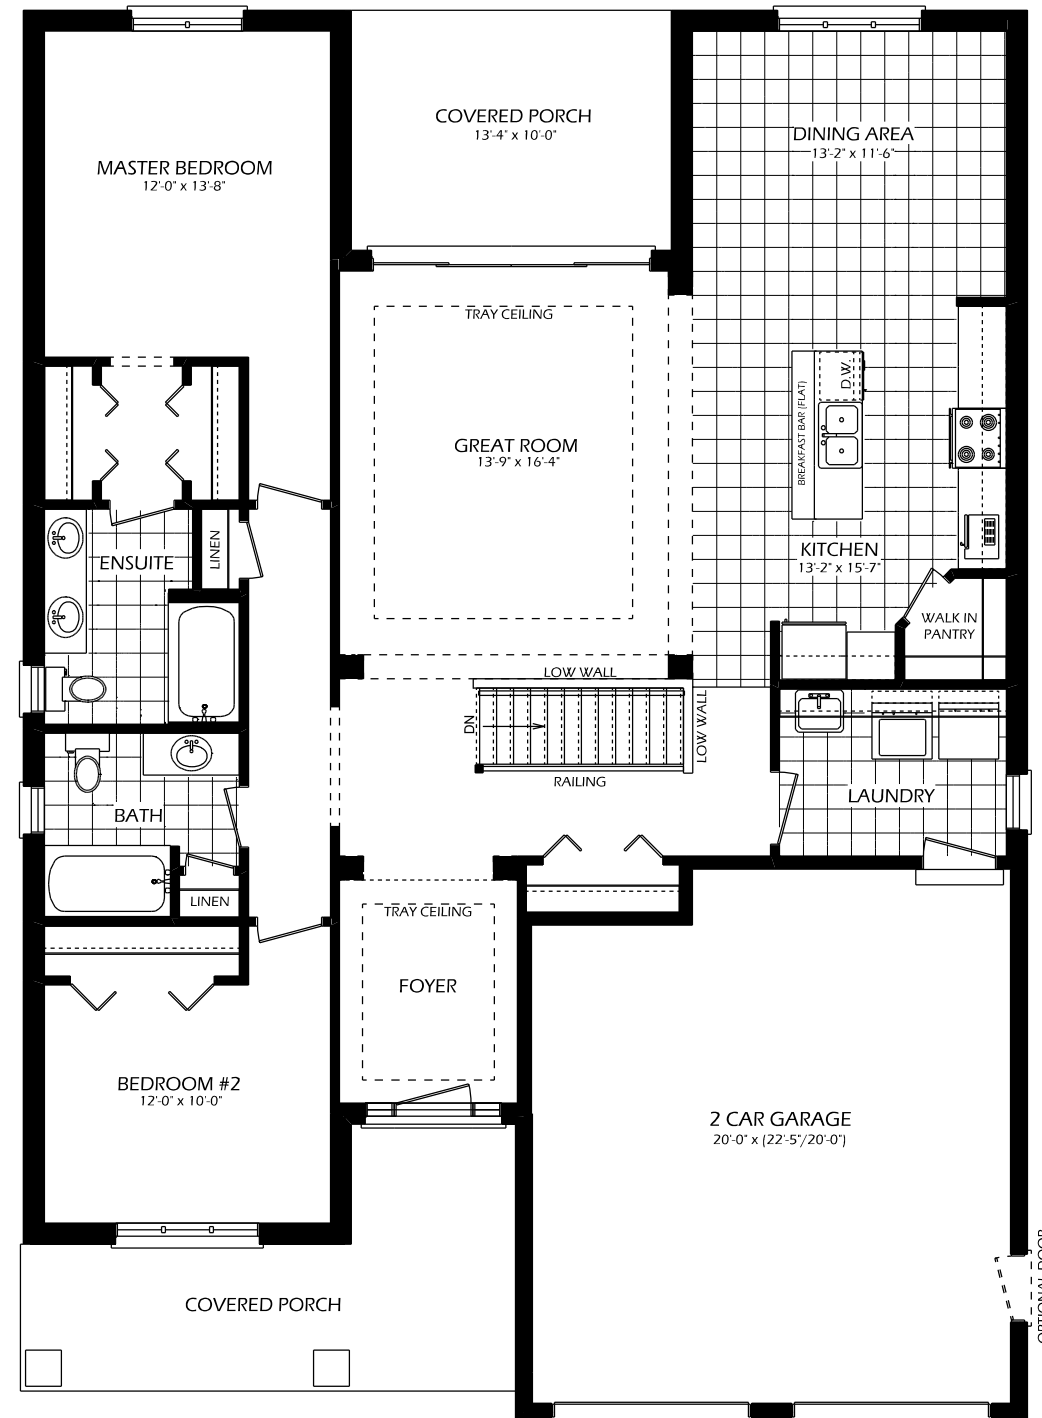 COVERED PORCH
13'-4" x 10'-0"
DINING AREA
13'-2" x 11'-6"
MASTER BEDROOM
12'-0" x 13'-8"
TRAY CEILING
D.W.
BREAKFAST BAR (FLAT)
GREAT ROOM
13'-9" x 16'-4"
KITCHEN
13'-2" x 15'-7"
ENSUITE
LINEN
WALK IN
PANTRY
LOW WALL
DN
LOW WALL
RAILING
LAUNDRY
BATH
LINEN
TRAY CEILING
FOYER
BEDROOM #2
12'-0" x 10'-0"
2 CAR GARAGE
20'-0" x (22'-5"/20'-0")
OPTIONAL DOOR
COVERED PORCH